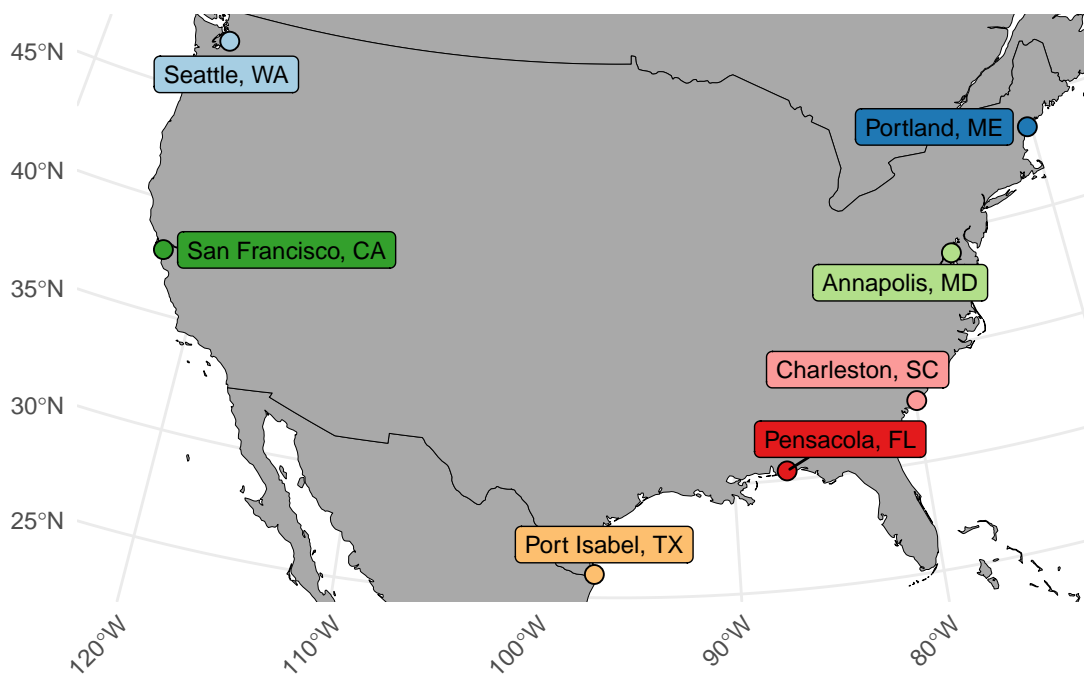 45°N
40°N
35°N
30°N
25°N
Seattle, WA
Portland, ME
San Francisco, CA
Annapolis, MD
Charleston, SC
Pensacola, FL
Port Isabel, TX
120°W
110°W
100°W
90°W
80°W